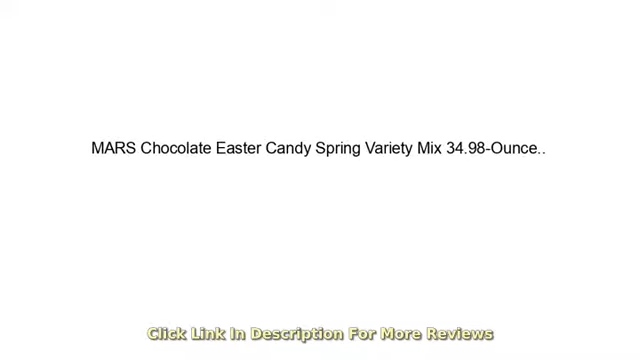 MARS Chocolate Easter Candy Spring Variety Mix 34.98-Ounce..
Click Link In Description For More Reviews